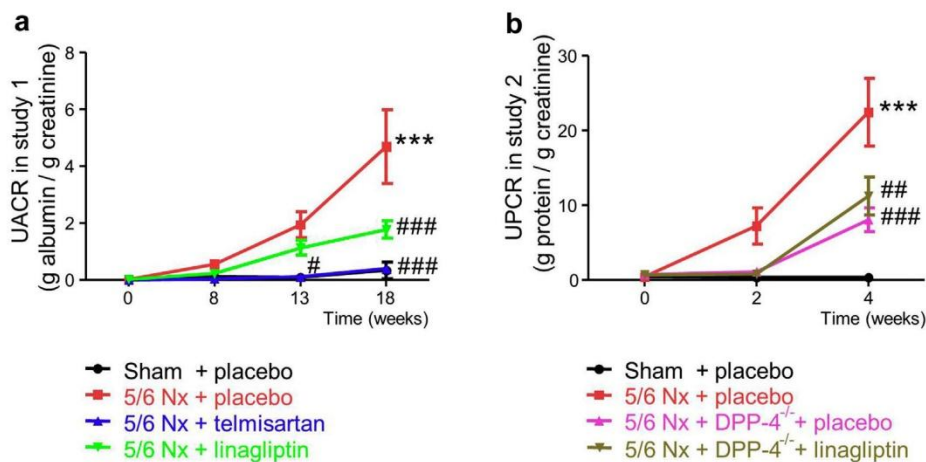 a
UACR in study 1
(g albumin / g creatinine)
8
6
4
2
0
***
###
#
###
0 8 13 18
Time (weeks)
Sham + placebo
5/6 Nx + placebo
5/6 Nx + telmisartan
5/6 Nx + linagliptin
b
UPCR in study 2
(g protein / g creatinine)
30
20
10
0
***
##
###
0 2 4
Time (weeks)
Sham + placebo
5/6 Nx + placebo
5/6 Nx + DPP-4⁻/⁻ + placebo
5/6 Nx + DPP-4⁻/⁻ + linagliptin